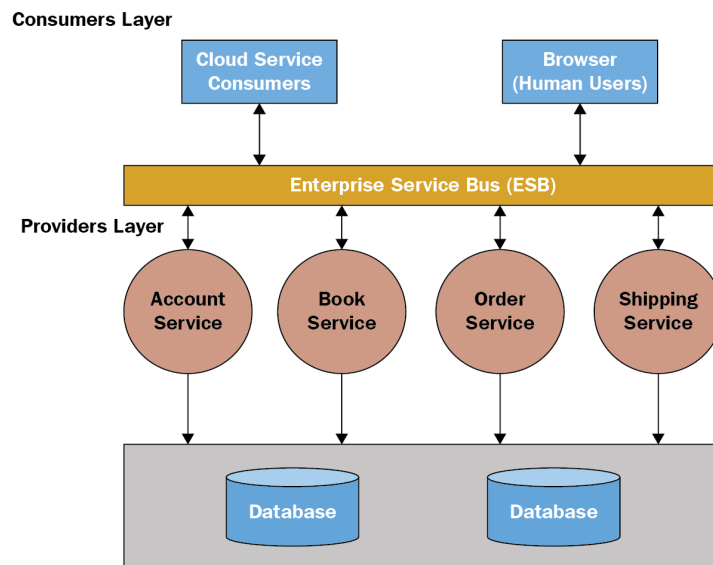 Consumers Layer
Cloud Service
Consumers
Browser
(Human Users)
Enterprise Service Bus (ESB)
Providers Layer
Account
Service
Book
Service
Order
Service
Shipping
Service
Database
Database